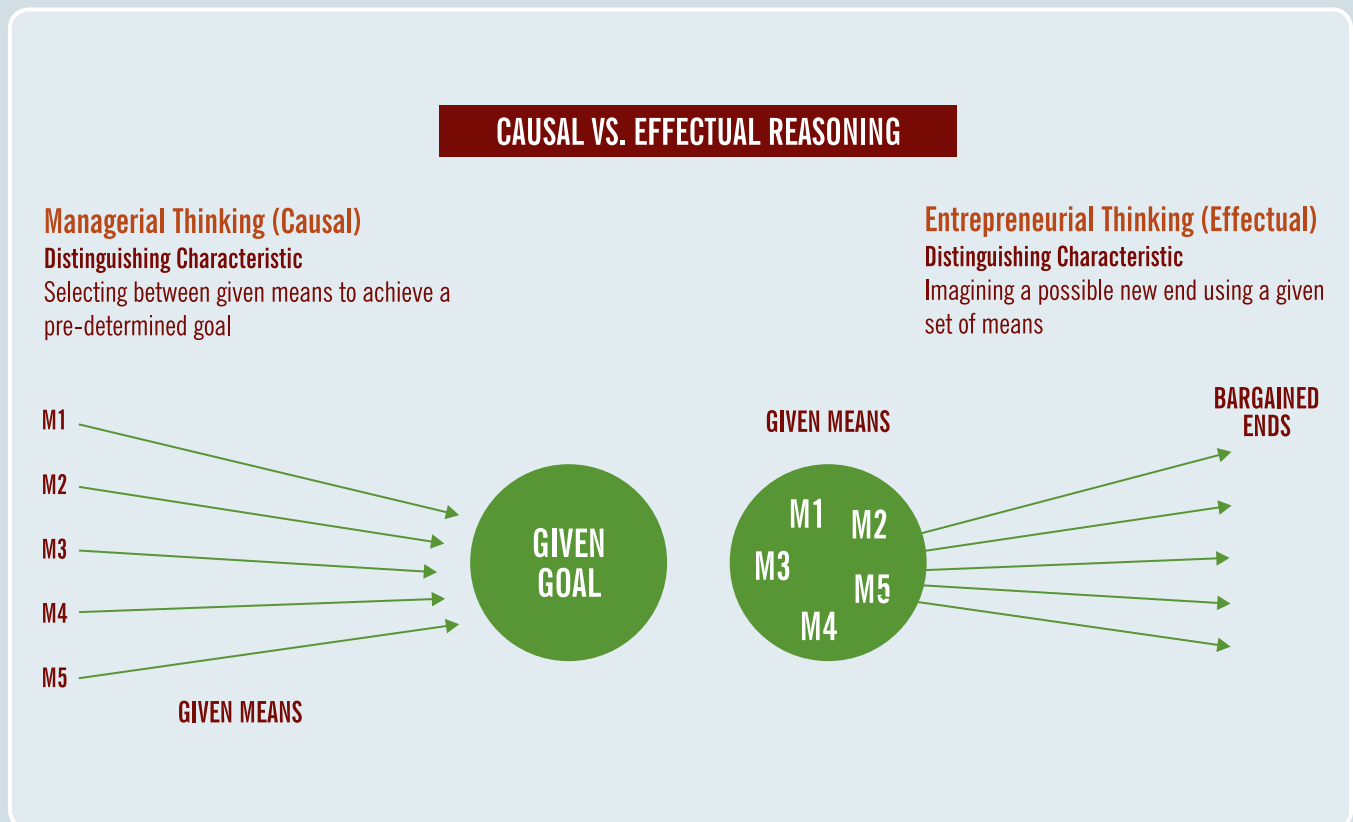 CAUSAL VS. EFFECTUAL REASONING
Managerial Thinking (Causal)
Distinguishing Characteristic
Selecting between given means to achieve a
pre-determined goal
M1
M2
M3
M4
M5
GIVEN MEANS
GIVEN
GOAL
Entrepreneurial Thinking (Effectual)
Distinguishing Characteristic
Imagining a possible new end using a given
set of means
GIVEN MEANS
M1
M2
M3
M5
M4
BARGAINED
ENDS